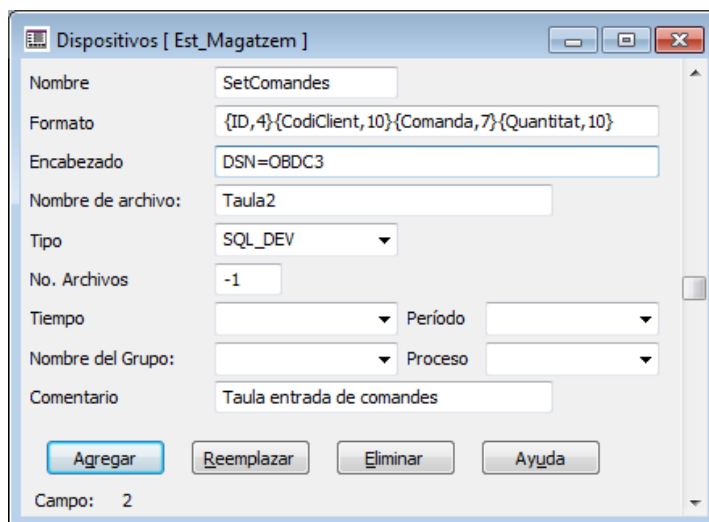 Dispositivos [ Est_Magatzem ]
Nombre SetComandes
Formato {ID,4}{CodiClient,10}{Comanda,7}{Quantitat,10}
Encabezado DSN=OBDC3
Nombre de archivo: Taula2
Tipo SQL_DEV
No. Archivos -1
Tiempo Período
Nombre del Grupo: Proceso
Comentario Taula entrada de comandes
Agregar Reemplazar Eliminar Ayuda
Campo: 2